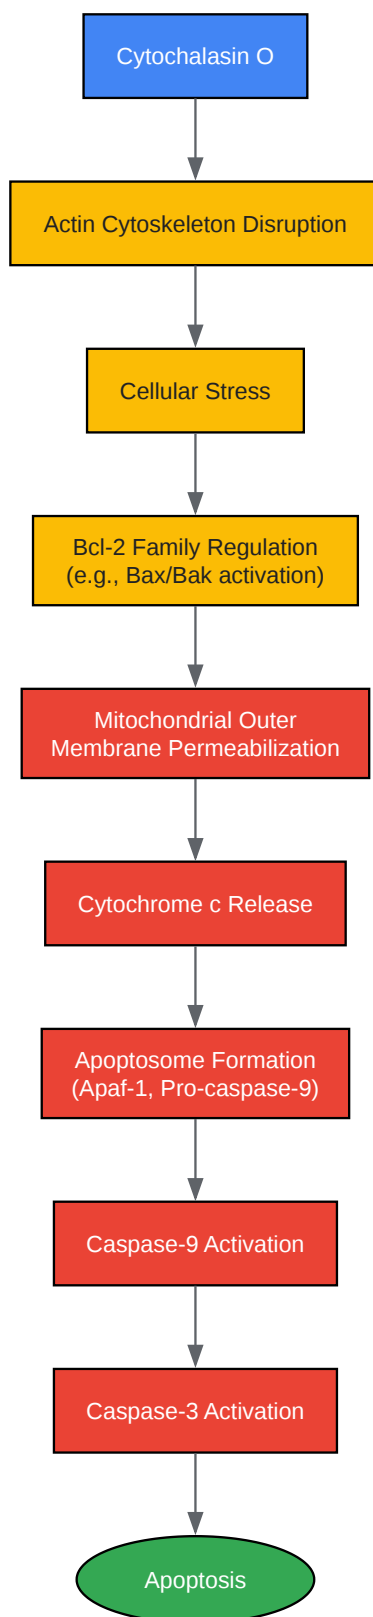 Cytochalasin O
Actin Cytoskeleton Disruption
Cellular Stress
Bcl-2 Family Regulation
(e.g., Bax/Bak activation)
Mitochondrial Outer
Membrane Permeabilization
Cytochrome c Release
Apoptosome Formation
(Apaf-1, Pro-caspase-9)
Caspase-9 Activation
Caspase-3 Activation
Apoptosis